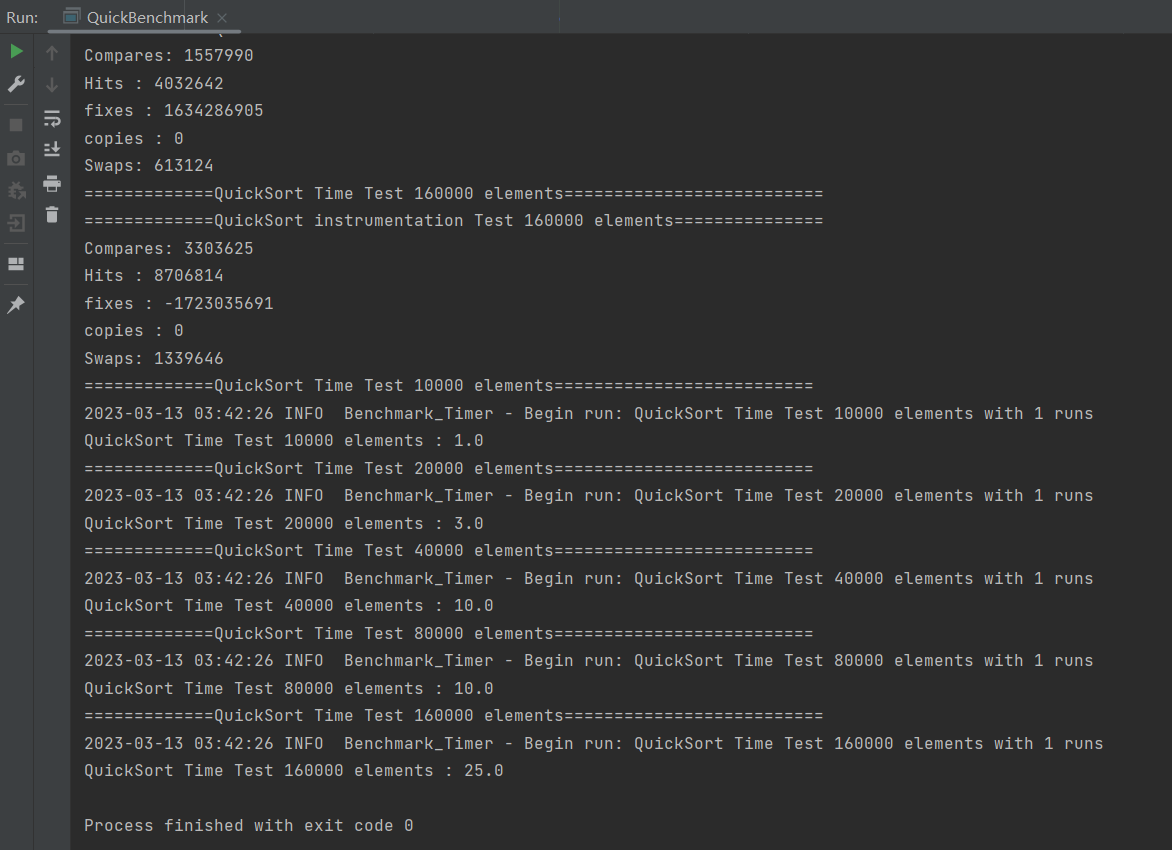 Run: QuickBenchmark
Compares: 1557990
Hits : 4032642
fixes : 1634286905
copies : 0
Swaps: 613124
=============QuickSort Time Test 160000 elements==========================
=============QuickSort instrumentation Test 160000 elements===============
Compares: 3303625
Hits : 8706814
fixes : -1723035691
copies : 0
Swaps: 1339646
=============QuickSort Time Test 10000 elements==========================
2023-03-13 03:42:26 INFO  Benchmark_Timer - Begin run: QuickSort Time Test 10000 elements with 1 runs
QuickSort Time Test 10000 elements : 1.0
=============QuickSort Time Test 20000 elements==========================
2023-03-13 03:42:26 INFO  Benchmark_Timer - Begin run: QuickSort Time Test 20000 elements with 1 runs
QuickSort Time Test 20000 elements : 3.0
=============QuickSort Time Test 40000 elements==========================
2023-03-13 03:42:26 INFO  Benchmark_Timer - Begin run: QuickSort Time Test 40000 elements with 1 runs
QuickSort Time Test 40000 elements : 10.0
=============QuickSort Time Test 80000 elements==========================
2023-03-13 03:42:26 INFO  Benchmark_Timer - Begin run: QuickSort Time Test 80000 elements with 1 runs
QuickSort Time Test 80000 elements : 10.0
=============QuickSort Time Test 160000 elements==========================
2023-03-13 03:42:26 INFO  Benchmark_Timer - Begin run: QuickSort Time Test 160000 elements with 1 runs
QuickSort Time Test 160000 elements : 25.0
Process finished with exit code 0